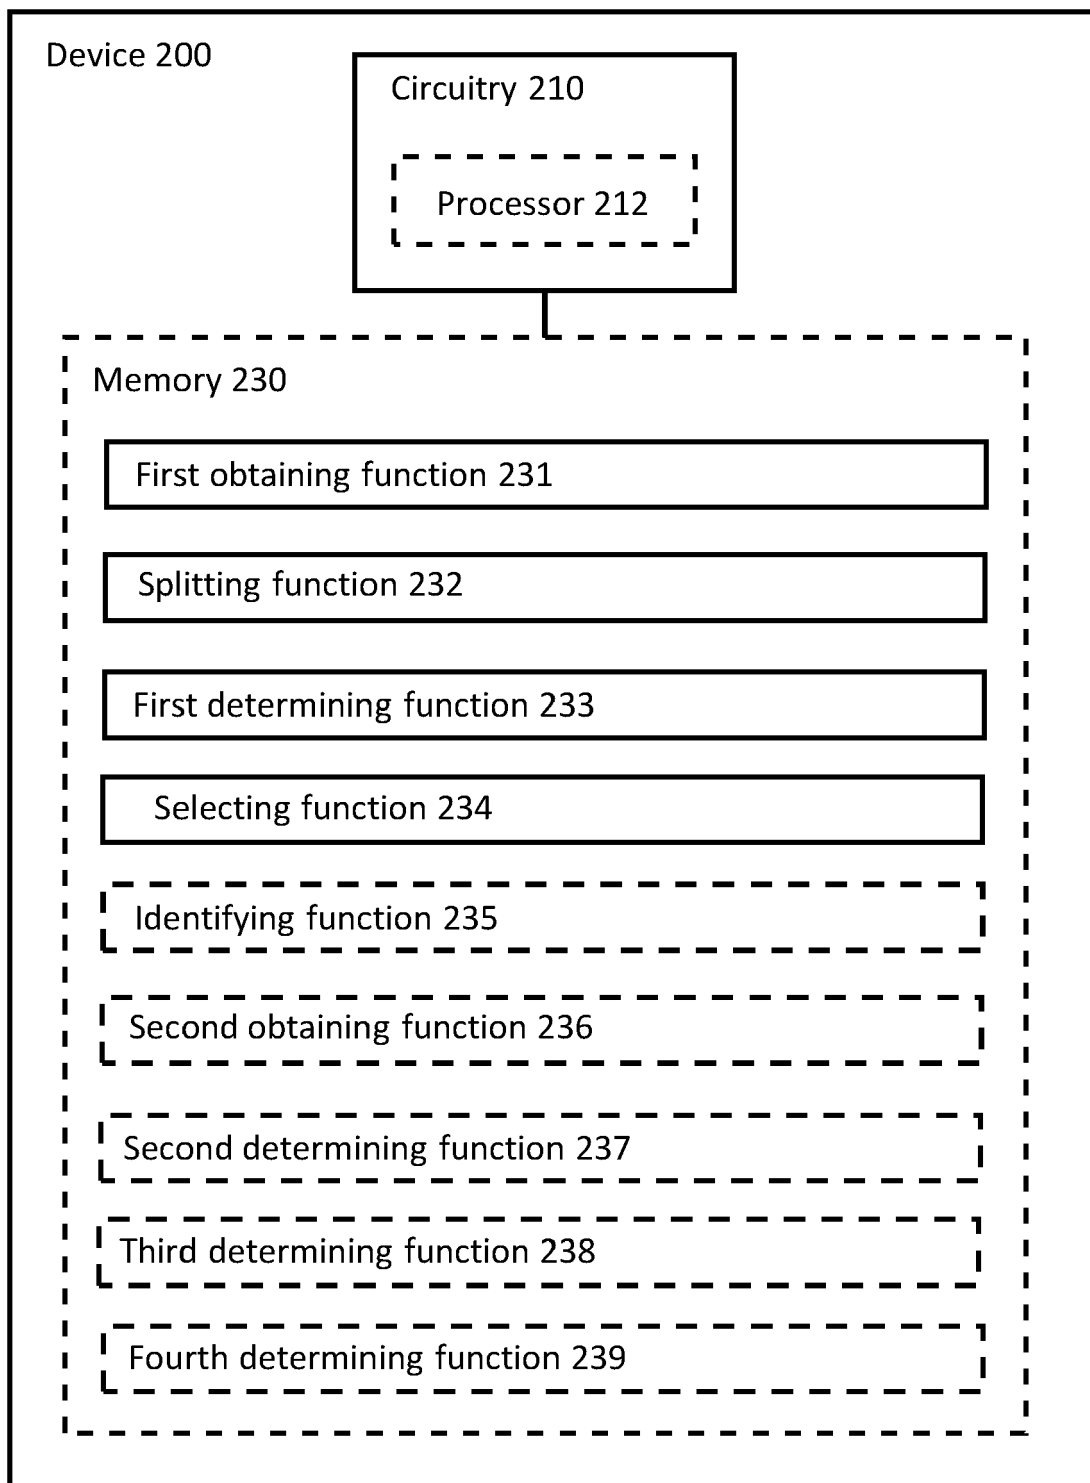 Device 200
Circuitry 210
Processor 212
Memory 230
First obtaining function 231
Splitting function 232
First determining function 233
Selecting function 234
Identifying function 235
Second obtaining function 236
Second determining function 237
Third determining function 238
Fourth determining function 239